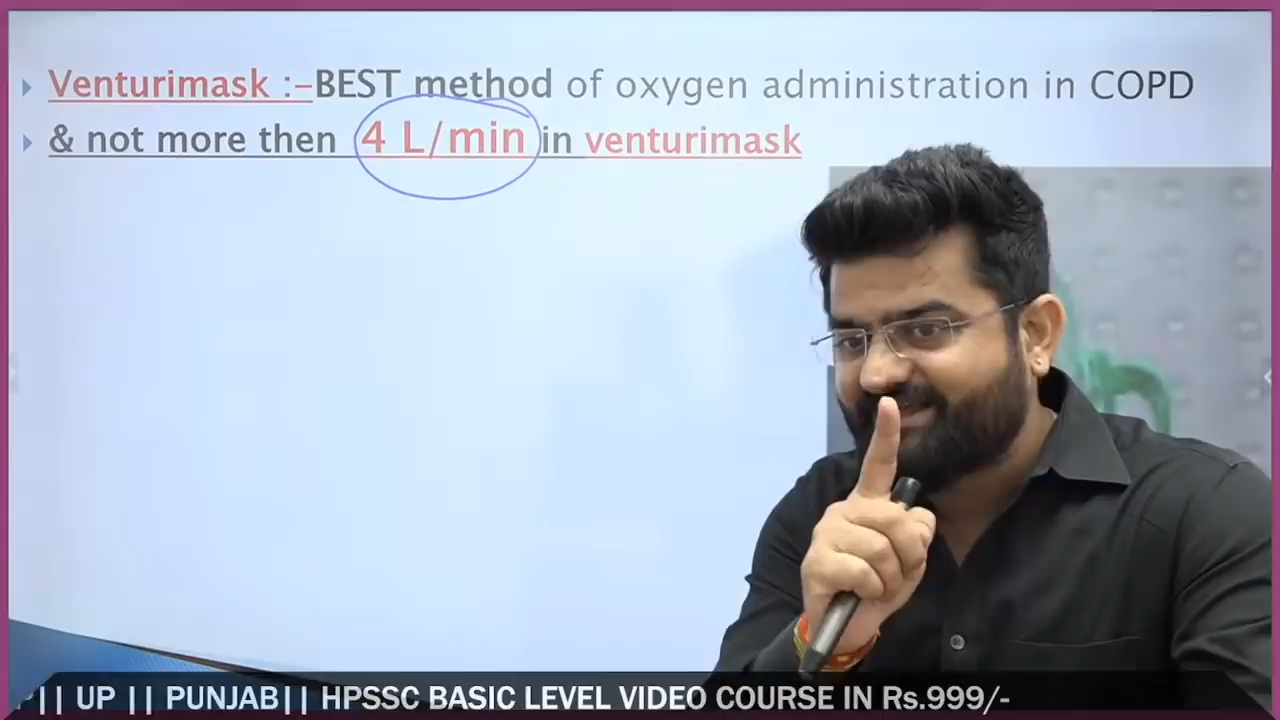 Venturimask :-BEST method of oxygen administration in COPD
& not more then 4 L/min in venturimask
|| UP || PUNJAB|| HPSSC BASIC LEVEL VIDEO COURSE IN Rs.999/-